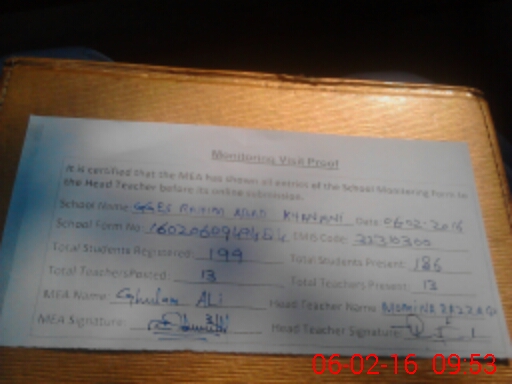 Monitoring Visit Proof
It is certified that the MEA has shown all entries of the School Monitoring form to
the Head Teacher before its online submission.
School Name: GGES RAHIM ABAD Date: 06-02-2016
School Form No: EMIS Code: 32330300
Total Students Registered: 199 Total Students Present: 186
Total Teachers Posted: 13 Total Teachers Present: 13
MEA Name: Ghulam ALi Head Teacher Name
MEA Signature: Head Teacher Signature:
06-02-16 09:53